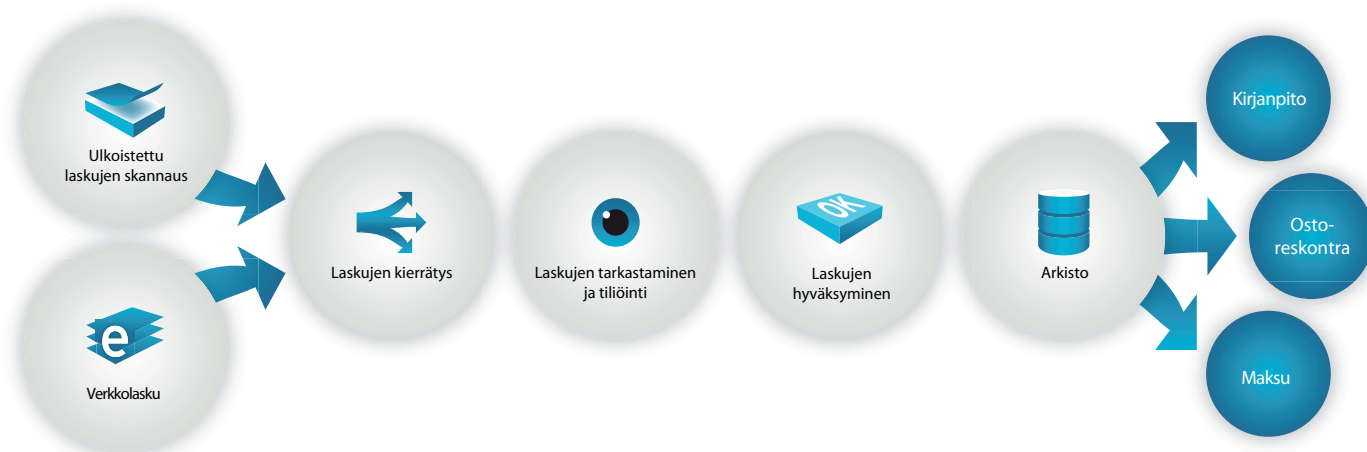 Ulkoistettu
laskujen skannaus
e
Verkkolasku
Laskujen kierrätys
Laskujen tarkastaminen
ja tiliöinti
OK
Laskujen
hyväksyminen
Arkisto
Kirjanpito
Osto-
reskontra
Maksu